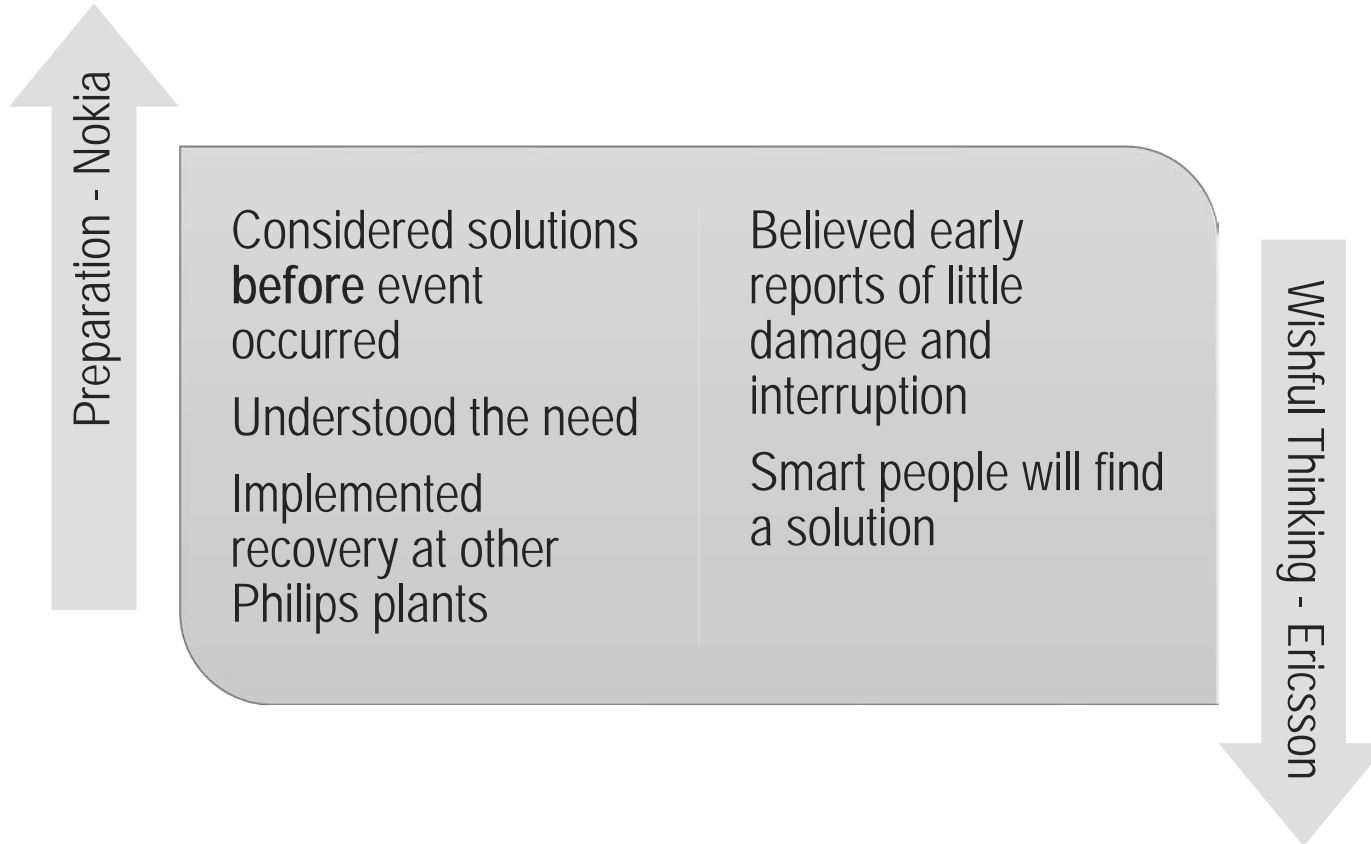 Preparation - Nokia
Considered solutions
before event
occurred
Understood the need
Implemented
recovery at other
Philips plants
Believed early
reports of little
damage and
interruption
Smart people will find
a solution
Wishful Thinking - Ericsson